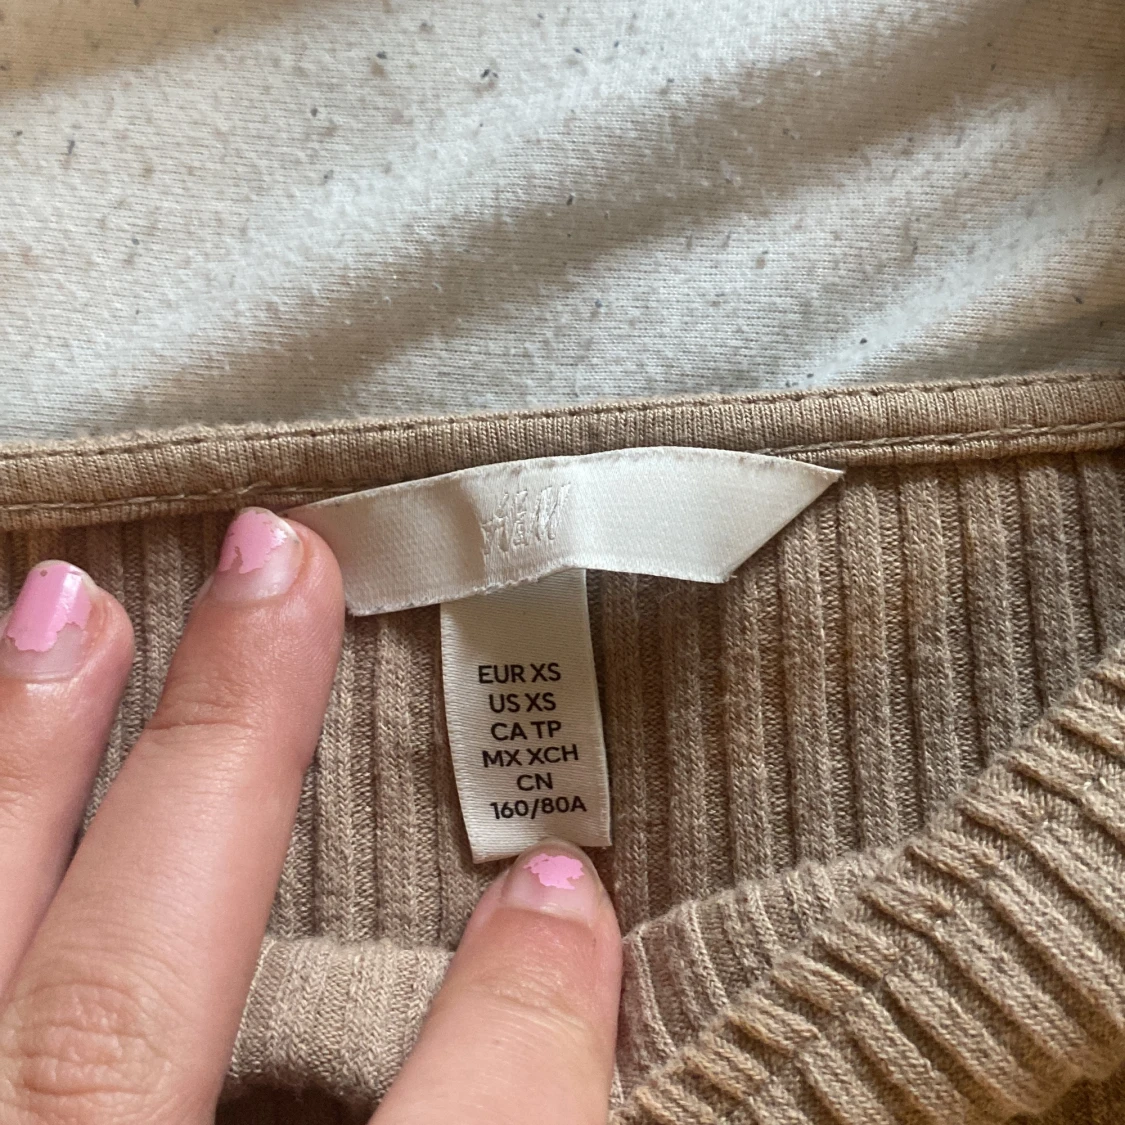 H&M
EUR XS
US XS
CA TP
MX XCH
CN
160/80A